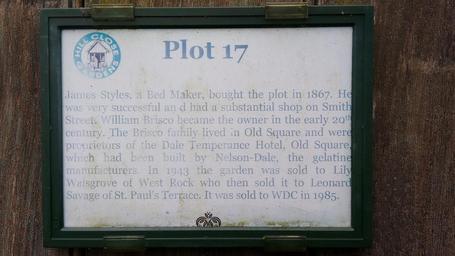 HILL CLOSE GARDENS
Plot 17
James Styles, a Bed Maker, bought the plot in 1867. He
was very successful and had a substantial shop on Smith
Street. William Brisco became the owner in the early 20th
century. The Brisco family lived in Old Square and were
proprietors of the Dale Temperance Hotel, Old Square,
which had been built by Nelson-Dale, the gelatine
manufacturers. In 1943 the garden was sold to Lily
Walsgrove of West Rock who then sold it to Leonard
Savage of St. Paul's Terrace. It was sold to WDC in 1985.